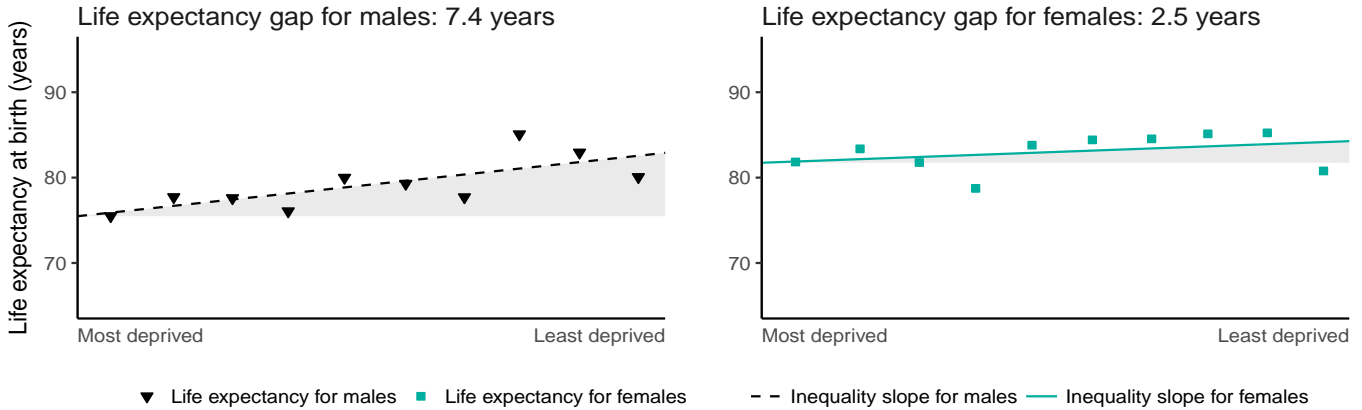 Life expectancy gap for males: 7.4 years
Life expectancy at birth (years)
90
80
70
Most deprived Least deprived
Life expectancy gap for females: 2.5 years
90
80
70
Most deprived Least deprived
Life expectancy for males Life expectancy for females Inequality slope for males Inequality slope for females